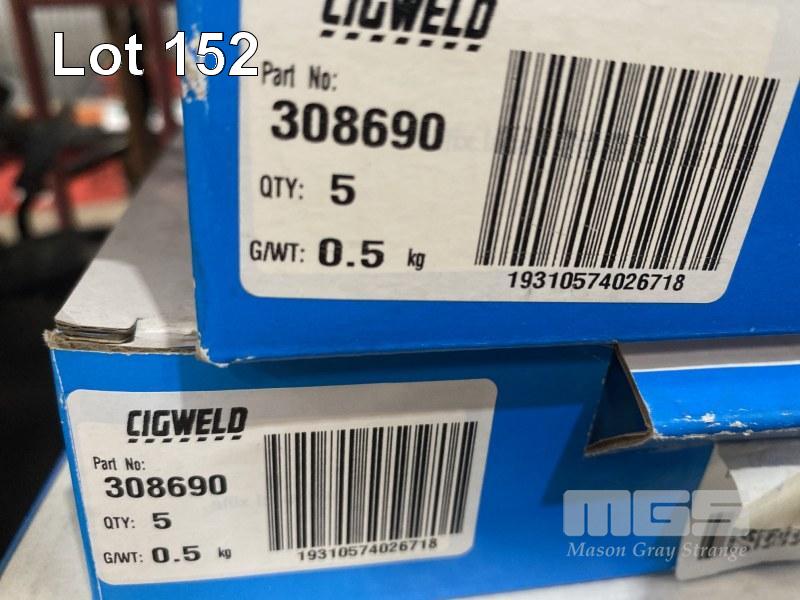 Lot 152
CIGWELD
Part No:
308690
QTY: 5
G/WT: 0.5 kg
19310574026718
CIGWELD
Part No:
308690
QTY: 5
G/WT: 0.5 kg
19310574026718
MGS
Mason Gray Strange